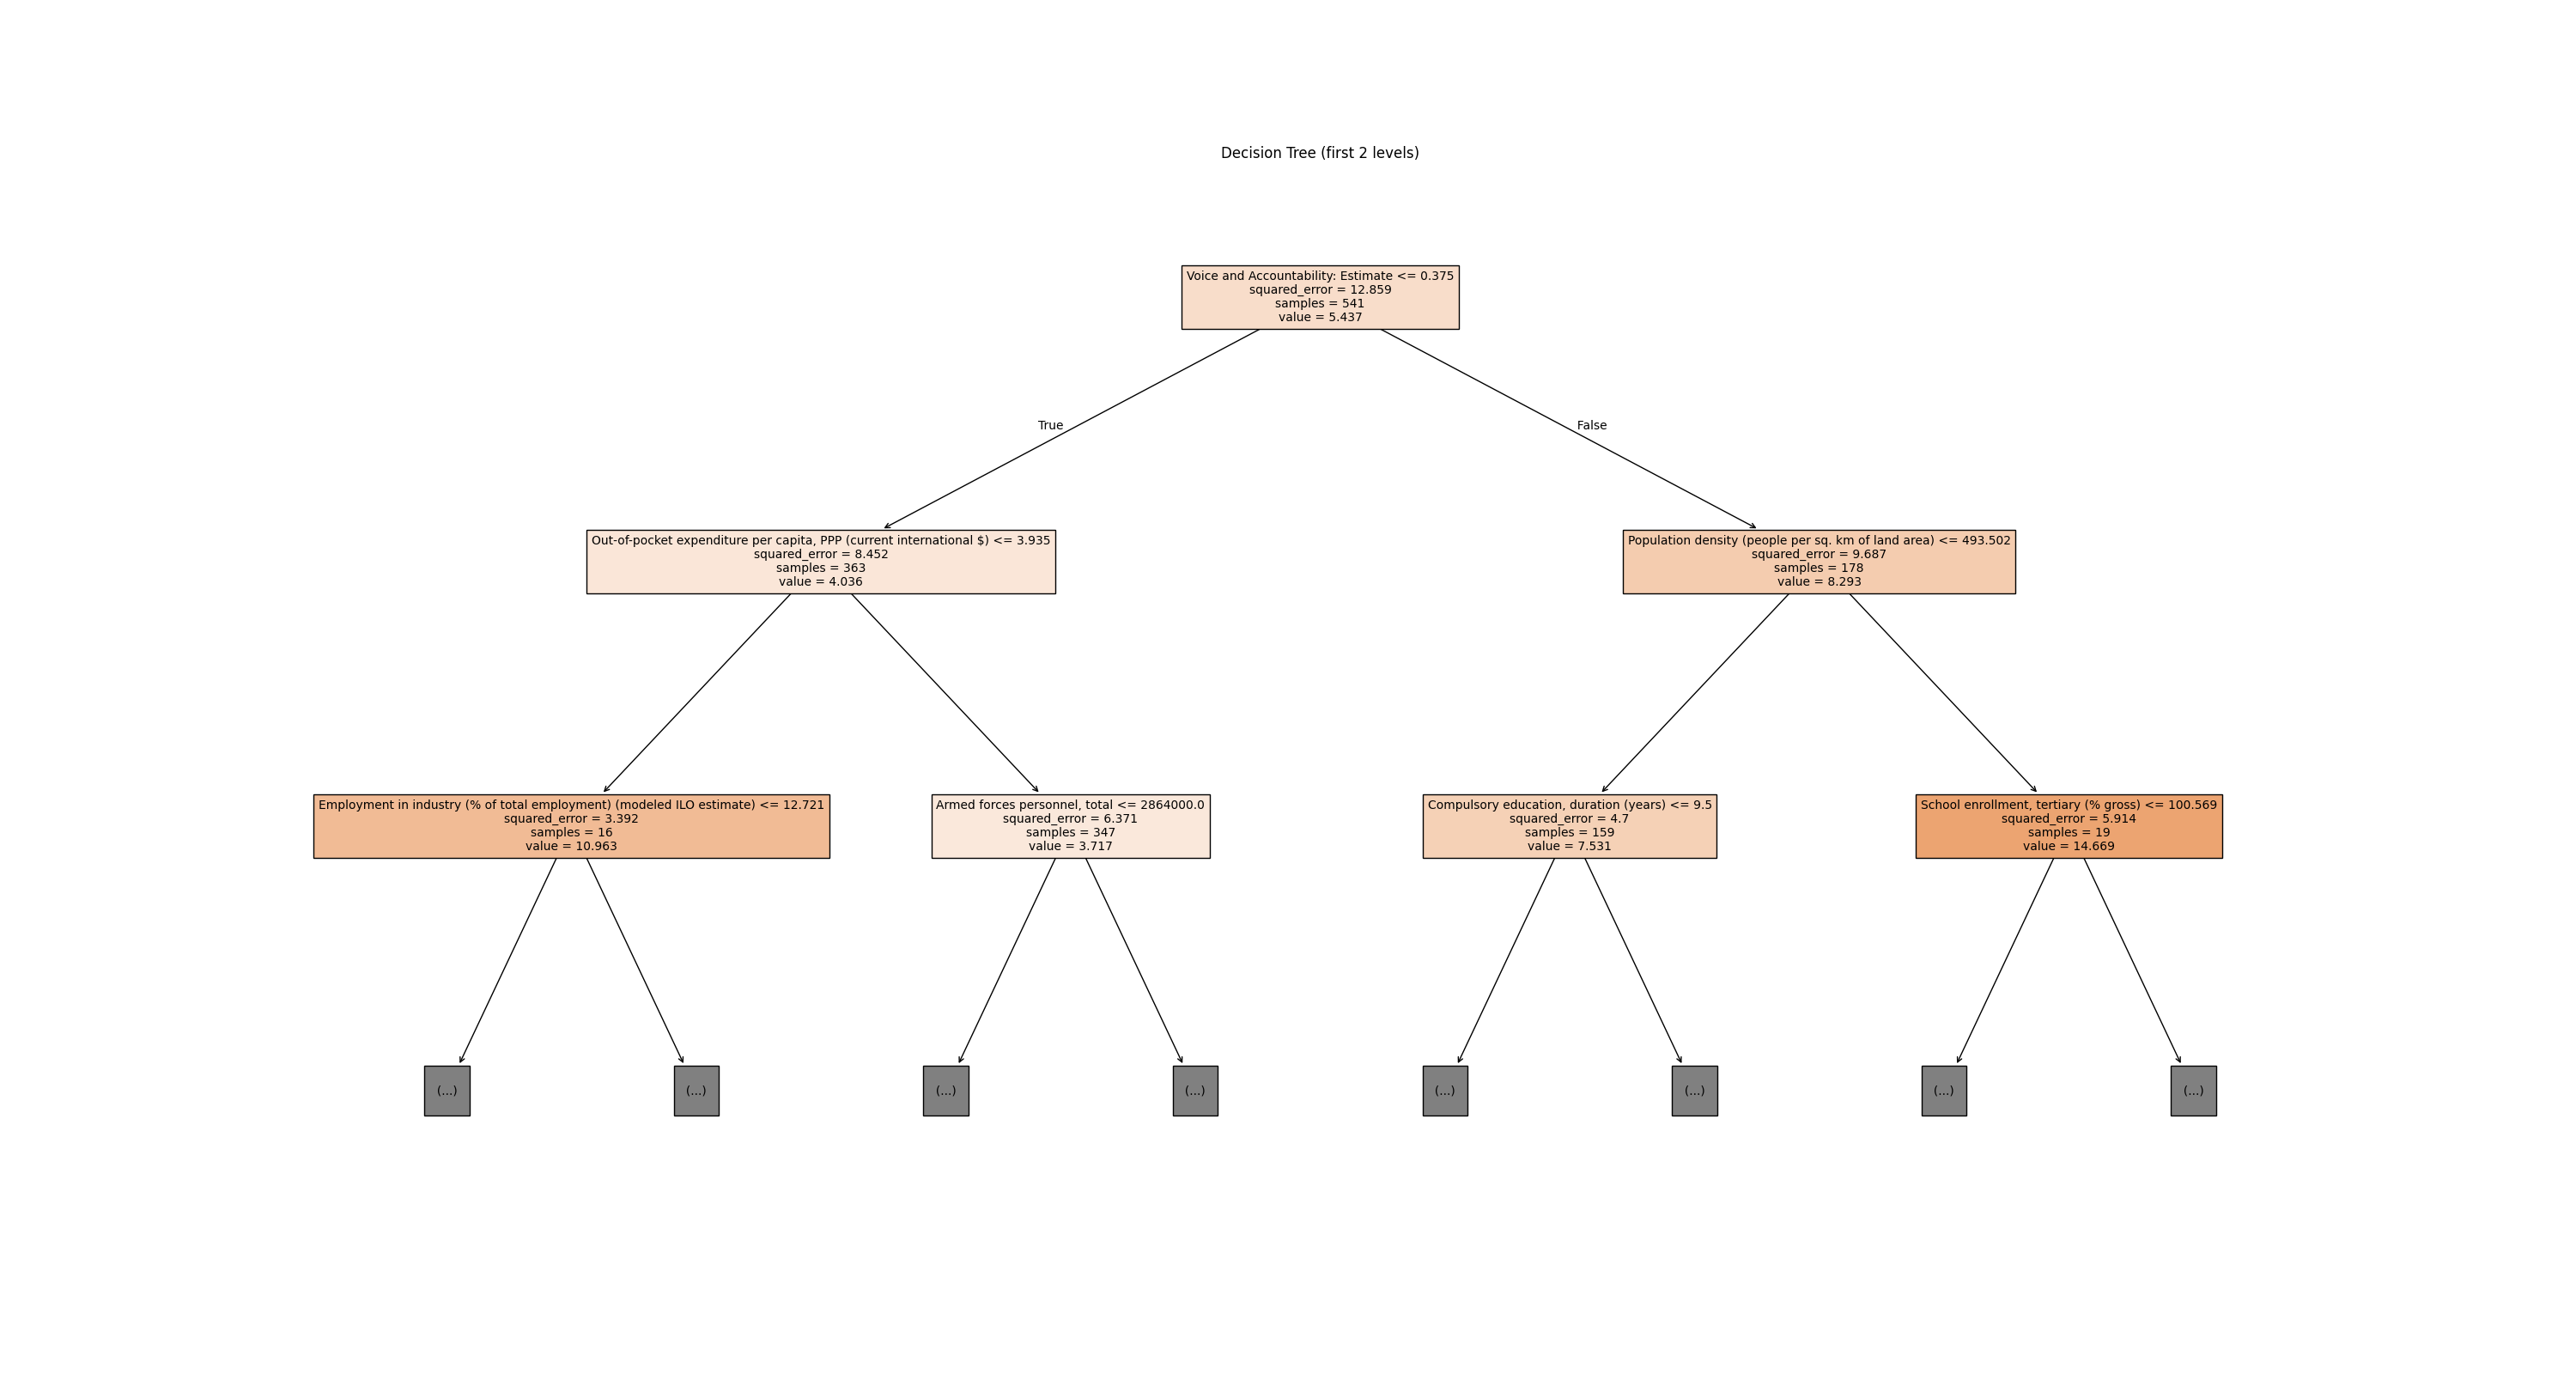 Decision Tree (first 2 levels)
Voice and Accountability: Estimate <= 0.375
squared_error = 12.859
samples = 541
value = 5.437
True
False
Out-of-pocket expenditure per capita, PPP (current international $) <= 3.935
squared_error = 8.452
samples = 363
value = 4.036
Population density (people per sq. km of land area) <= 493.502
squared_error = 9.687
samples = 178
value = 8.293
Employment in industry (% of total employment) (modeled ILO estimate) <= 12.721
squared_error = 3.392
samples = 16
value = 10.963
Armed forces personnel, total <= 2864000.0
squared_error = 6.371
samples = 347
value = 3.717
Compulsory education, duration (years) <= 9.5
squared_error = 4.7
samples = 159
value = 7.531
School enrollment, tertiary (% gross) <= 100.569
squared_error = 5.914
samples = 19
value = 14.669
(...)
(...)
(...)
(...)
(...)
(...)
(...)
(...)